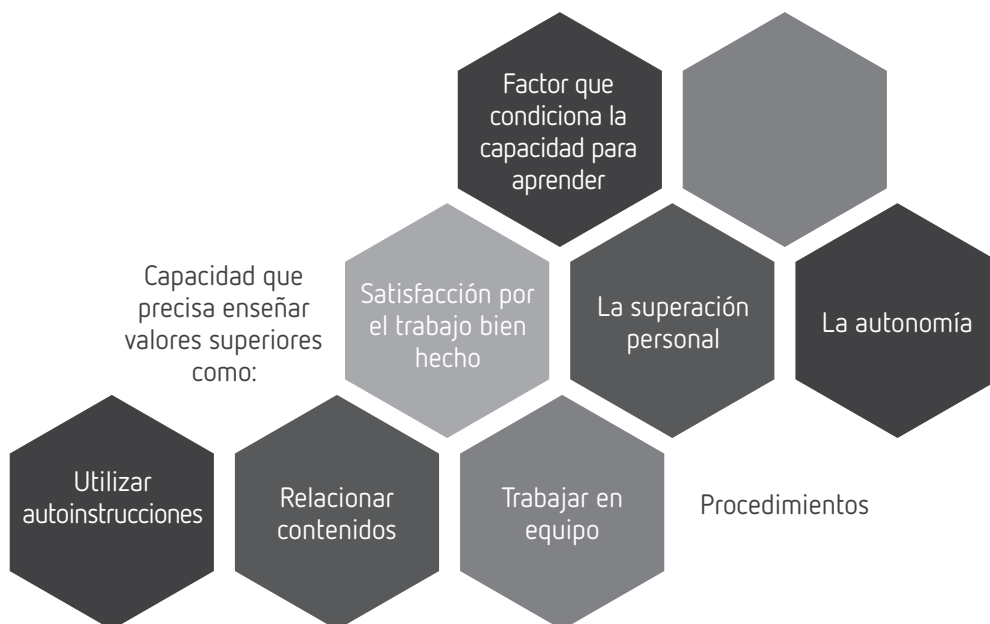 Factor que
condiciona la
capacidad para
aprender
Capacidad que
precisa enseñar
valores superiores
como:
Satisfacción por
el trabajo bien
hecho
La superación
personal
La autonomía
Utilizar
autoinstrucciones
Relacionar
contenidos
Trabajar en
equipo
Procedimientos